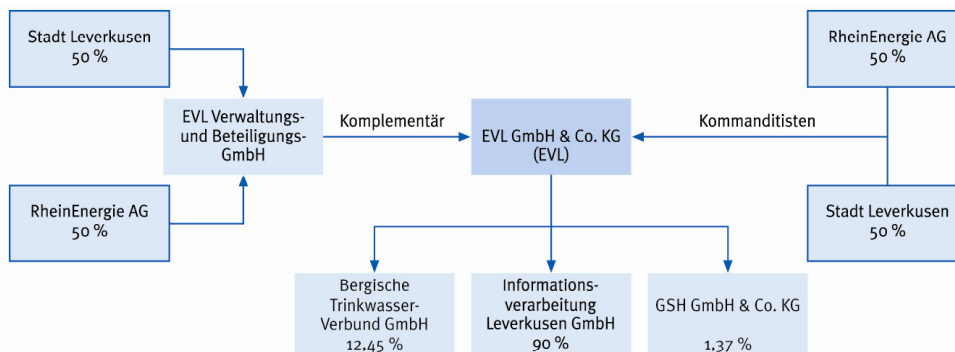 Stadt Leverkusen
50 %
RheinEnergie AG
50 %
EVL Verwaltungs-
und Beteiligungs-
GmbH
Komplementär
EVL GmbH & Co. KG
(EVL)
Kommanditisten
RheinEnergie AG
50 %
Stadt Leverkusen
50 %
Bergische
Trinkwasser-
Verbund GmbH
12,45 %
Informations-
verarbeitung
Leverkusen GmbH
90 %
GSH GmbH & Co. KG
1,37 %